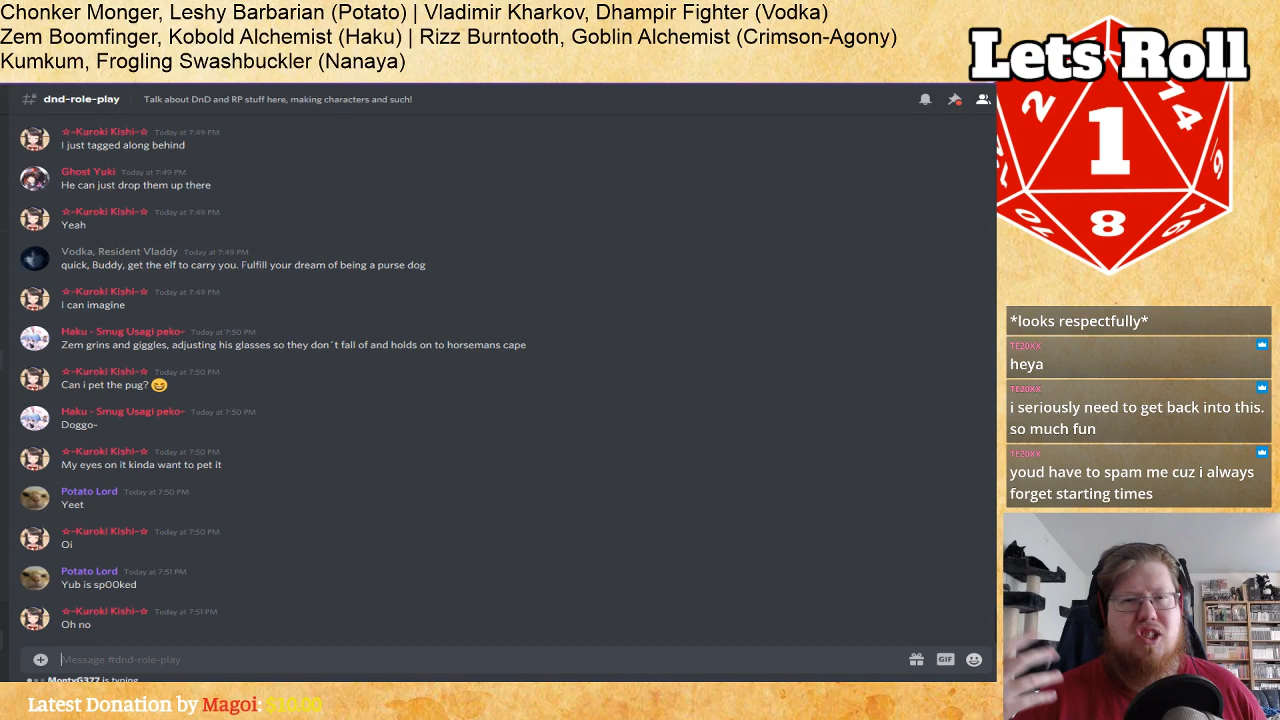 Chonker Monger, Leshy Barbarian (Potato) | Vladimir Kharkov, Dhampir Fighter (Vodka)
Zem Boomfinger, Kobold Alchemist (Haku) | Rizz Burntooth, Goblin Alchemist (Crimson-Agony)
Kumkum, Frogling Swashbuckler (Nanaya)
Lets Roll
2
14
1
8
dnd-role-play
Talk about DnD and RP stuff here, making characters and such!
☆~Kuroki Kishi~☆ Today at 7:49 PM
I just tagged along behind
Ghost Yuki Today at 7:49 PM
He can just drop them up there
☆~Kuroki Kishi~☆ Today at 7:49 PM
Yeah
Vodka, Resident Vladdy Today at 7:49 PM
quick, Buddy, get the elf to carry you. Fulfill your dream of being a purse dog
☆~Kuroki Kishi~☆ Today at 7:49 PM
I can imagine
Haku - Smug Usagi peko~ Today at 7:50 PM
Zem grins and giggles, adjusting his glasses so they don´t fall of and holds on to horsemans cape
☆~Kuroki Kishi~☆ Today at 7:50 PM
Can i pet the pug? 😆
Haku - Smug Usagi peko~ Today at 7:50 PM
Doggo~
☆~Kuroki Kishi~☆ Today at 7:50 PM
My eyes on it kinda want to pet it
Potato Lord Today at 7:50 PM
Yeet
☆~Kuroki Kishi~☆ Today at 7:50 PM
Oi
Potato Lord Today at 7:51 PM
Yub is sp00ked
☆~Kuroki Kishi~☆ Today at 7:51 PM
Oh no
Message #dnd-role-play
GIF
MontyG377 is typing
*looks respectfully*
TE20XX
heya
TE20XX
i seriously need to get back into this.
so much fun
TE20XX
youd have to spam me cuz i always
forget starting times
Latest Donation by Magoi: $10.00